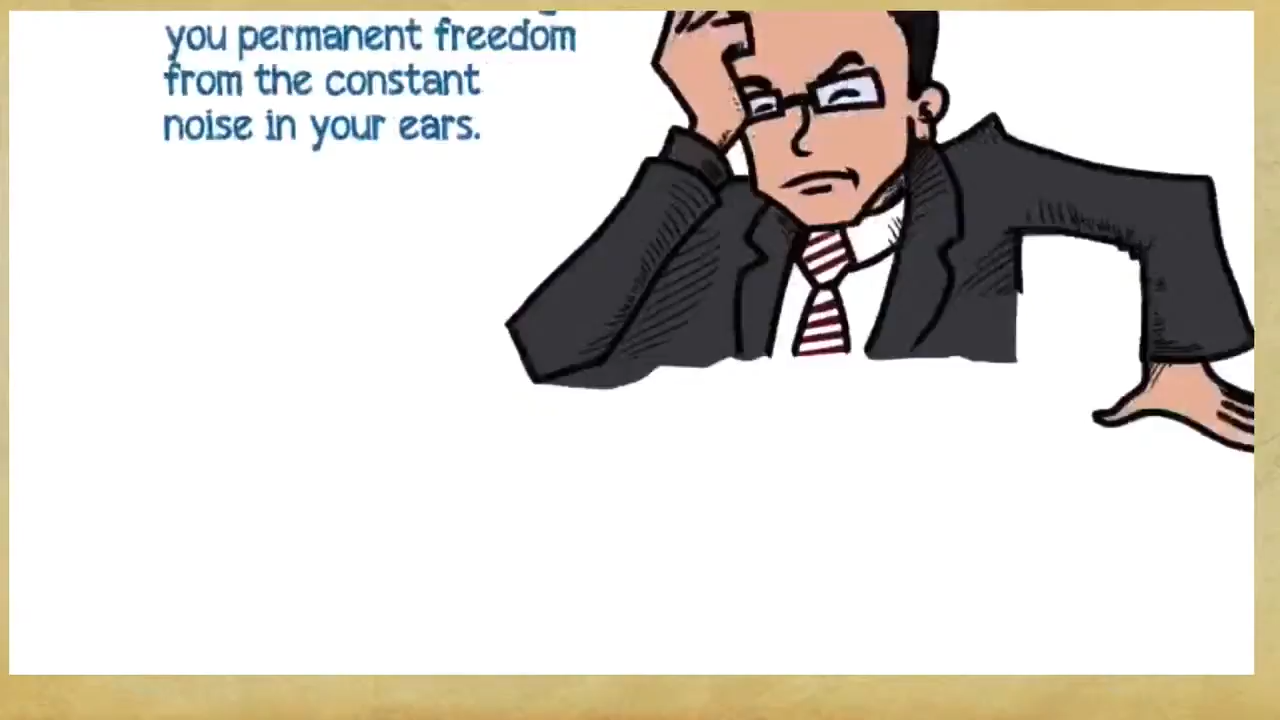 you permanent freedom
from the constant
noise in your ears.